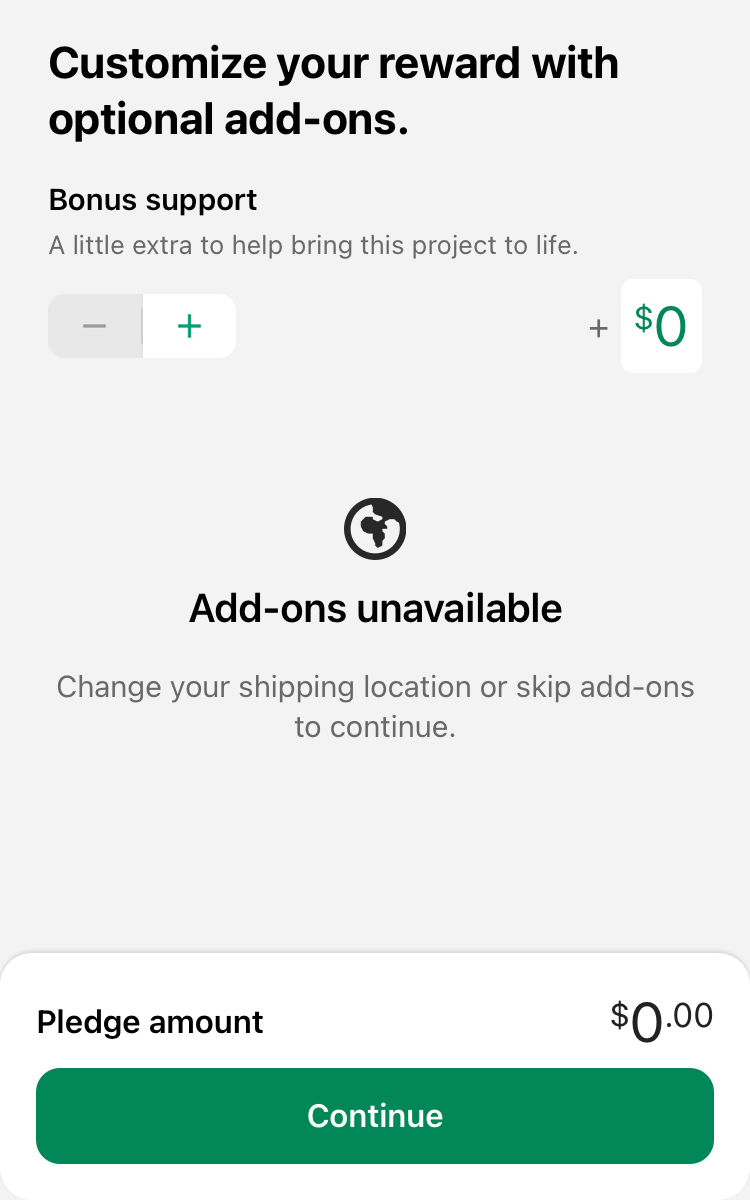 Customize your reward with
optional add-ons.
Bonus support
A little extra to help bring this project to life.
− +
+ $0
Add-ons unavailable
Change your shipping location or skip add-ons
to continue.
Pledge amount
$0.00
Continue